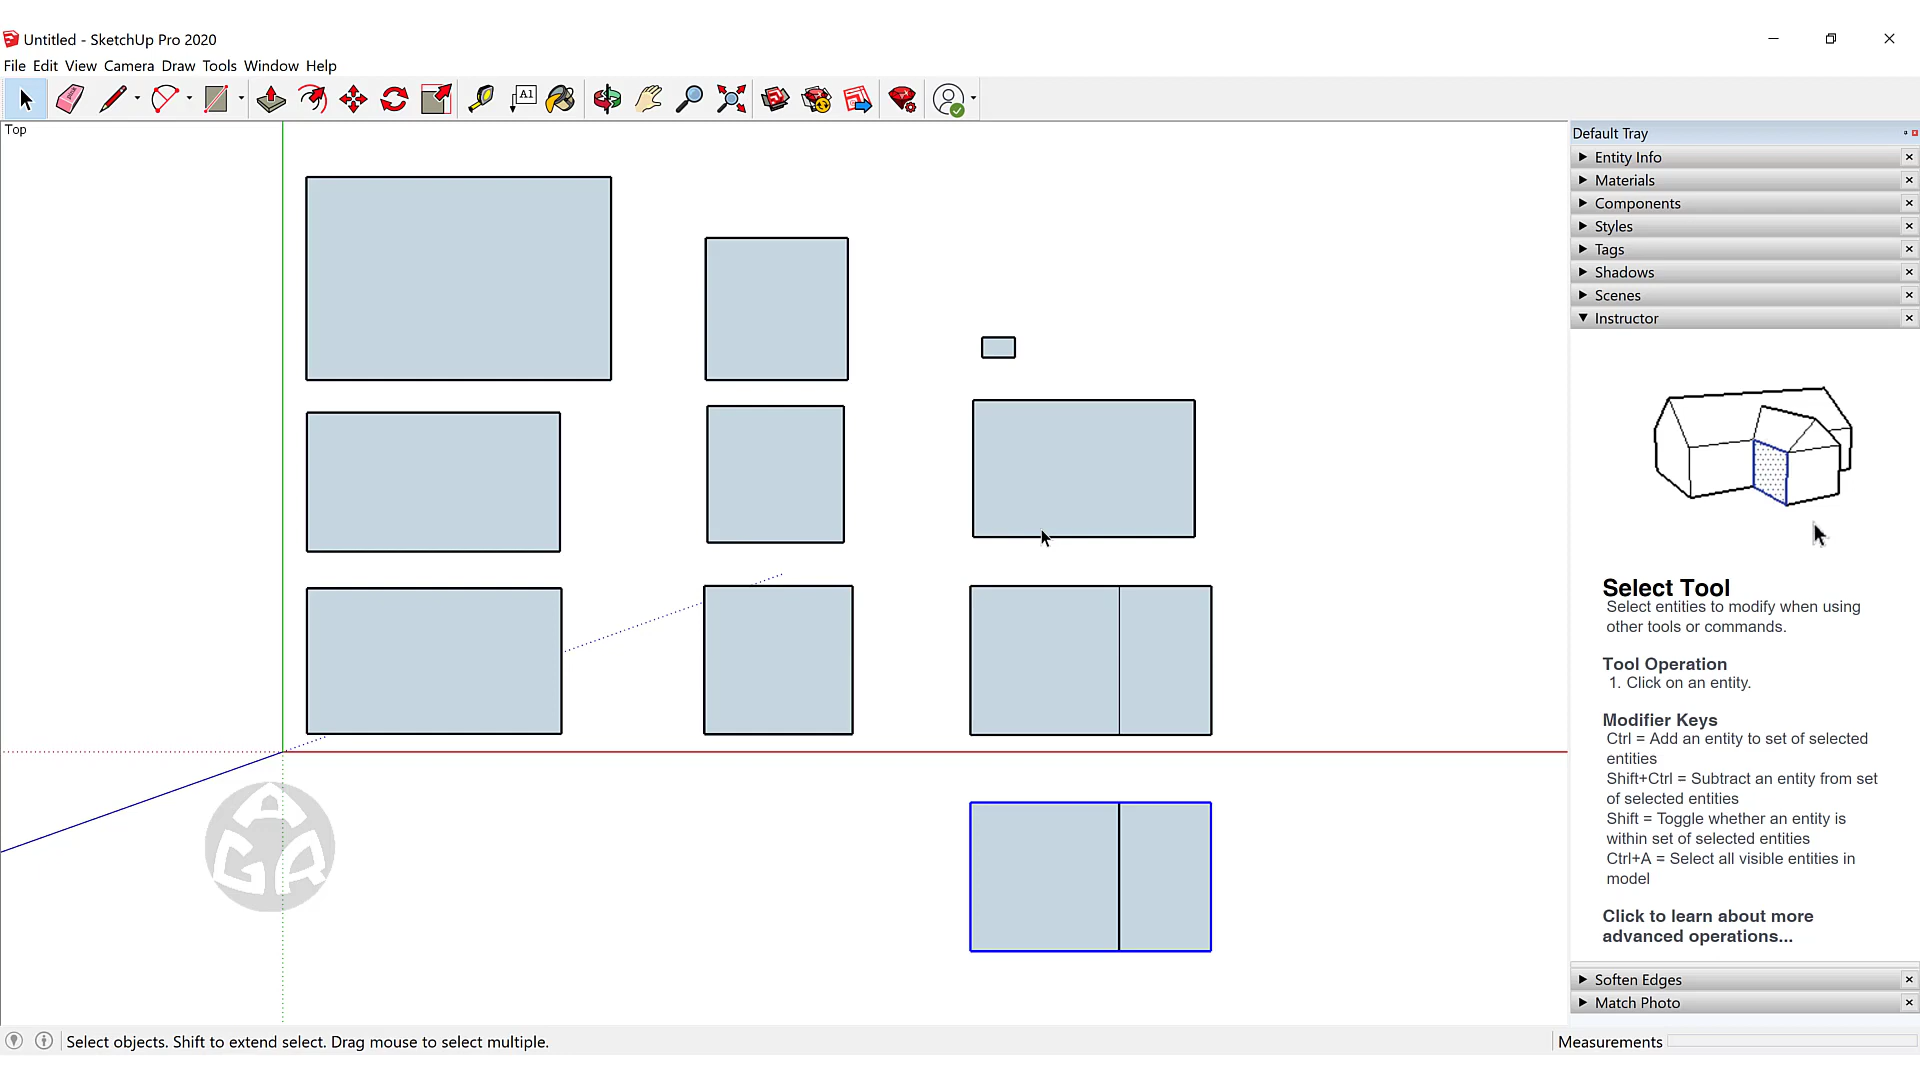 Untitled - SketchUp Pro 2020
File Edit View Camera Draw Tools Window Help
A1
Top
Default Tray
Entity Info
Materials
Components
Styles
Tags
Shadows
Scenes
Instructor
Select Tool
Select entities to modify when using
other tools or commands.
Tool Operation
1. Click on an entity.
Modifier Keys
Ctrl = Add an entity to set of selected
entities
Shift+Ctrl = Subtract an entity from set
of selected entities
Shift = Toggle whether an entity is
within set of selected entities
Ctrl+A = Select all visible entities in
model
Click to learn about more
advanced operations...
Soften Edges
Match Photo
Select objects. Shift to extend select. Drag mouse to select multiple.
Measurements